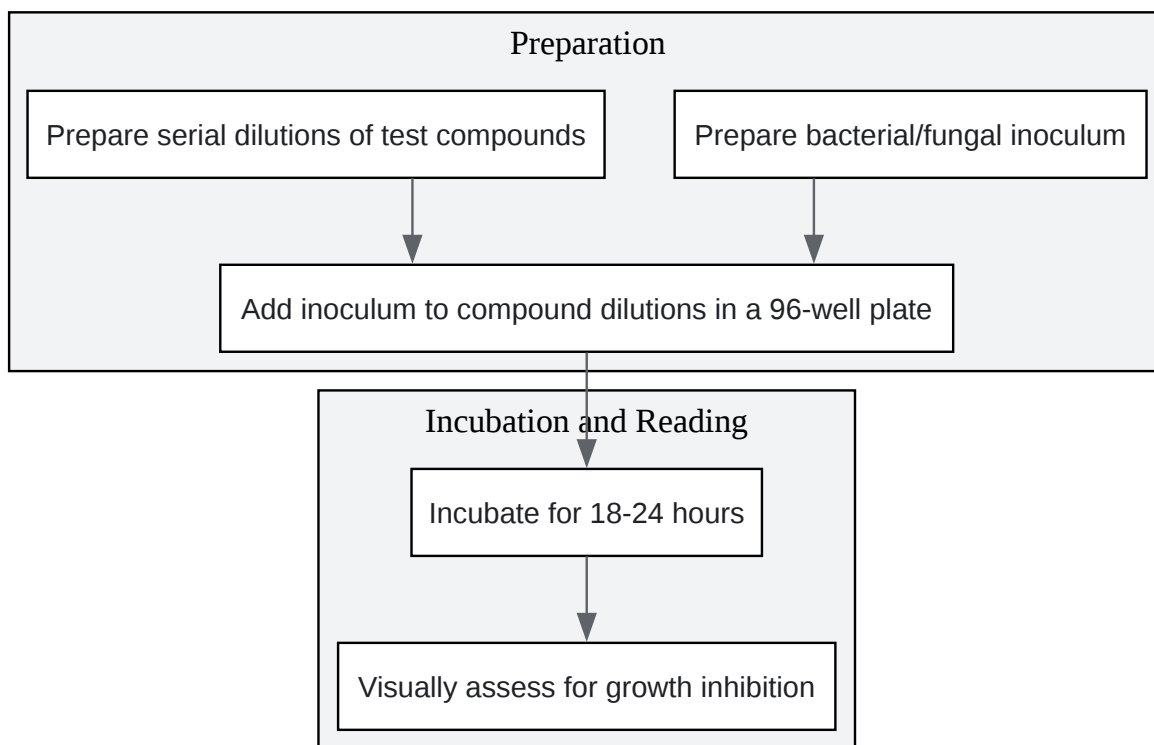 Preparation
Prepare serial dilutions of test compounds
Prepare bacterial/fungal inoculum
Add inoculum to compound dilutions in a 96-well plate
Incubation and Reading
Incubate for 18-24 hours
Visually assess for growth inhibition